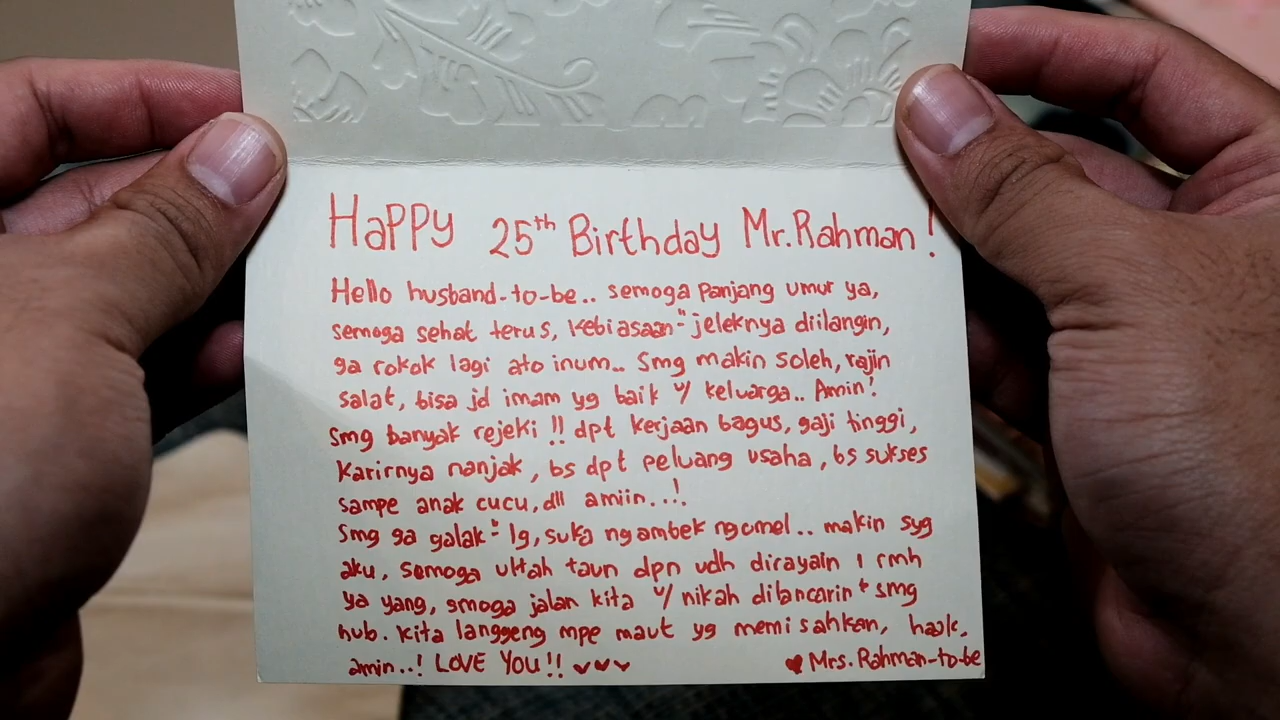 Happy 25th Birthday Mr.Rahman!
Hello husband-to-be.. semoga panjang umur ya,
semoga sehat terus, kebiasaan" jeleknya diilangin,
ga rokok lagi ato inum.. Smg makin soleh, rajin
salat, bisa jd imam yg baik u/ keluarga.. Amin!
Smg banyak rejeki !! dpt kerjaan bagus, gaji tinggi,
Karirnya nanjak, bs dpt peluang usaha, bs sukses
sampe anak cucu, dll amiin..!
Smg ga galak" lg, suka ngambek ngomel.. makin syg
aku, semoga ultah taun dpn udh dirayain 1 rmh
ya yang, smoga jalan kita u/ nikah dilancarin + smg
hub. kita langgeng mpe maut yg memisahkan,
amin..! LOVE YOU!! ♥♥♥
♥ Mrs. Rahman-to-be